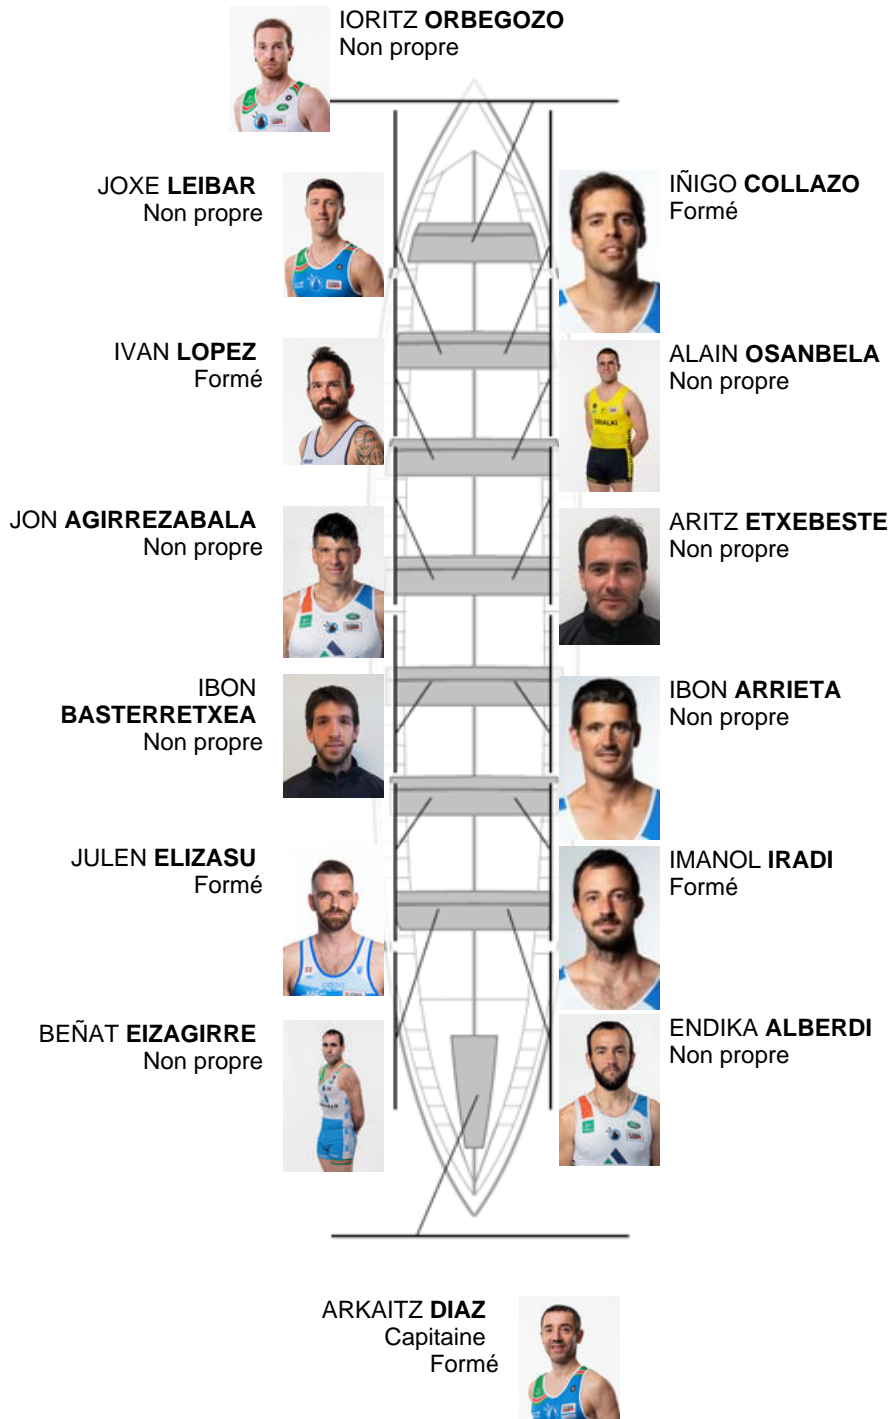 IORITZ ORBEGOZO
Non propre
JOXE LEIBAR
Non propre
IÑIGO COLLAZO
Formé
IVAN LOPEZ
Formé
ALAIN OSANBELA
Non propre
JON AGIRREZABALA
Non propre
ARITZ ETXEBESTE
Non propre
IBON
BASTERRETXEA
Non propre
IBON ARRIETA
Non propre
JULEN ELIZASU
Formé
IMANOL IRADI
Formé
BEÑAT EIZAGIRRE
Non propre
ENDIKA ALBERDI
Non propre
ARKAITZ DIAZ
Capitaine
Formé